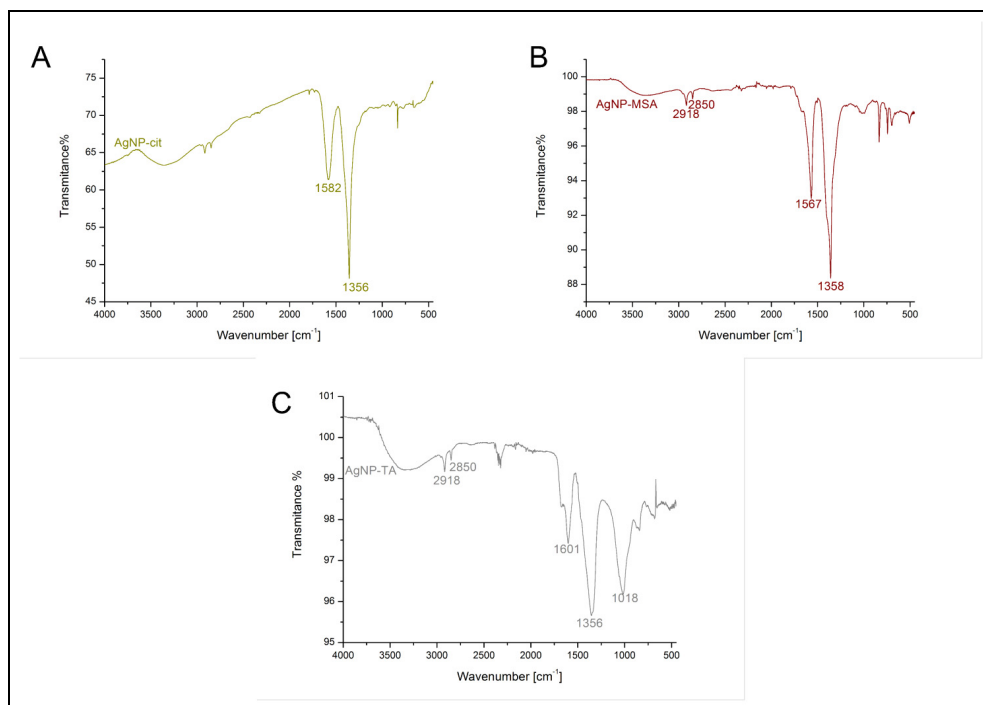 A
Transmitance%
75
70
65
60
55
50
45
AgNP-cit
1582
1356
4000 3500 3000 2500 2000 1500 1000 500
Wavenumber [cm⁻¹]
B
Transmitance%
100
98
96
94
92
90
88
AgNP-MSA
2850
2918
1567
1358
4000 3500 3000 2500 2000 1500 1000 500
Wavenumber [cm⁻¹]
C
Transmitance %
101
100
99
98
97
96
95
AgNP-TA
2850
2918
1601
1356
1018
4000 3500 3000 2500 2000 1500 1000 500
Wavenumber [cm⁻¹]